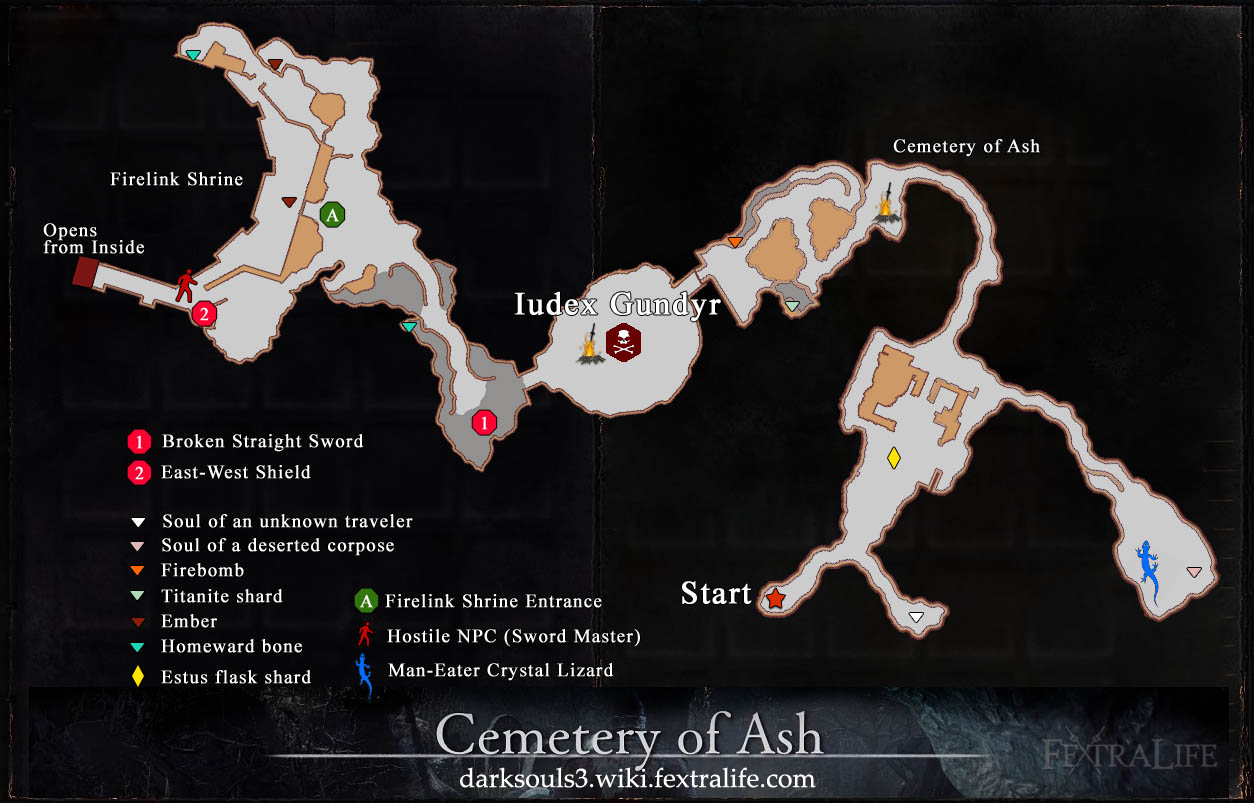 Cemetery of Ash
Firelink Shrine
A
Opens
from Inside
2
Iudex Gundyr
1
1 Broken Straight Sword
2 East-West Shield
Soul of an unknown traveler
Soul of a deserted corpose
Firebomb
Titanite shard
Ember
Homeward bone
Estus flask shard
Start
A Firelink Shrine Entrance
Hostile NPC (Sword Master)
Man-Eater Crystal Lizard
Cemetery of Ash
darksouls3.wiki.fextralife.com
FEXTRALIFE